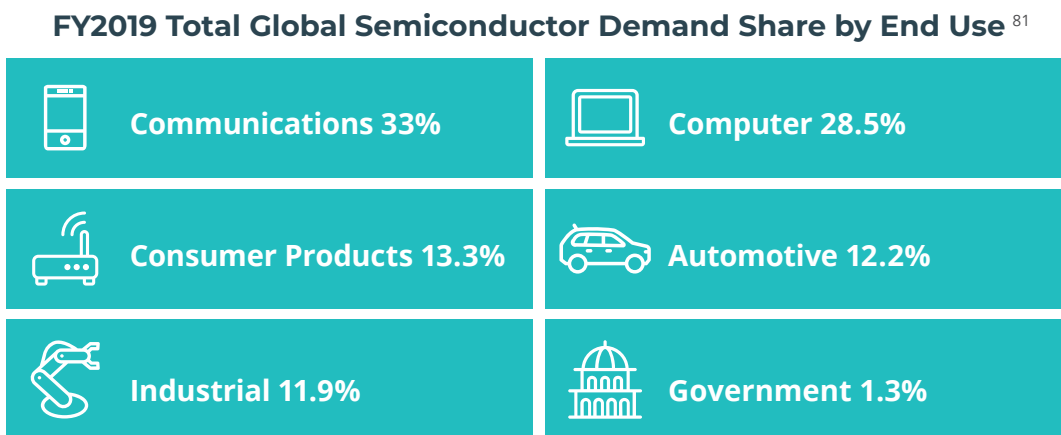 FY2019 Total Global Semiconductor Demand Share by End Use 81
Communications 33%
Computer 28.5%
Consumer Products 13.3%
Automotive 12.2%
Industrial 11.9%
Government 1.3%